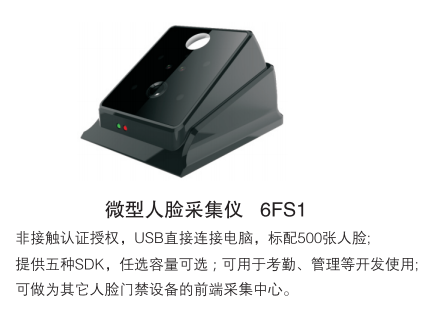 微型人脸采集仪 6FS1
非接触认证授权，USB直接连接电脑，标配500张人脸;
提供五种SDK，任选容量可选；可用于考勤、管理等开发使用;
可做为其它人脸门禁设备的前端采集中心。